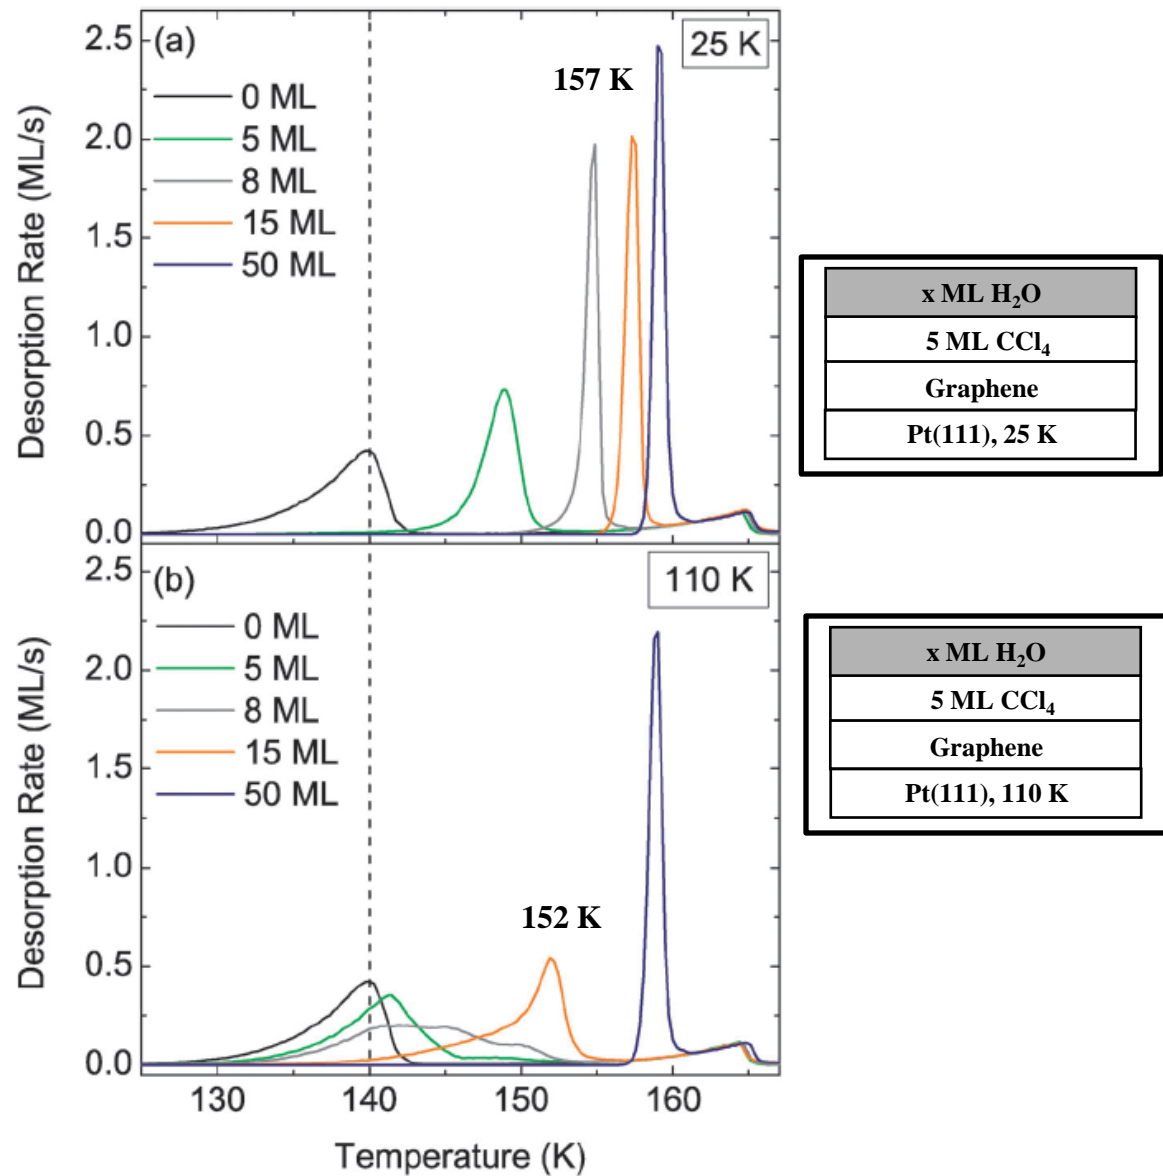 (a)
25 K
157 K
0 ML
5 ML
8 ML
15 ML
50 ML
2.5
2.0
1.5
1.0
0.5
0.0
Desorption Rate (ML/s)
x ML H₂O
5 ML CCl₄
Graphene
Pt(111), 25 K
(b)
110 K
152 K
0 ML
5 ML
8 ML
15 ML
50 ML
2.5
2.0
1.5
1.0
0.5
0.0
Desorption Rate (ML/s)
130 140 150 160
Temperature (K)
x ML H₂O
5 ML CCl₄
Graphene
Pt(111), 110 K